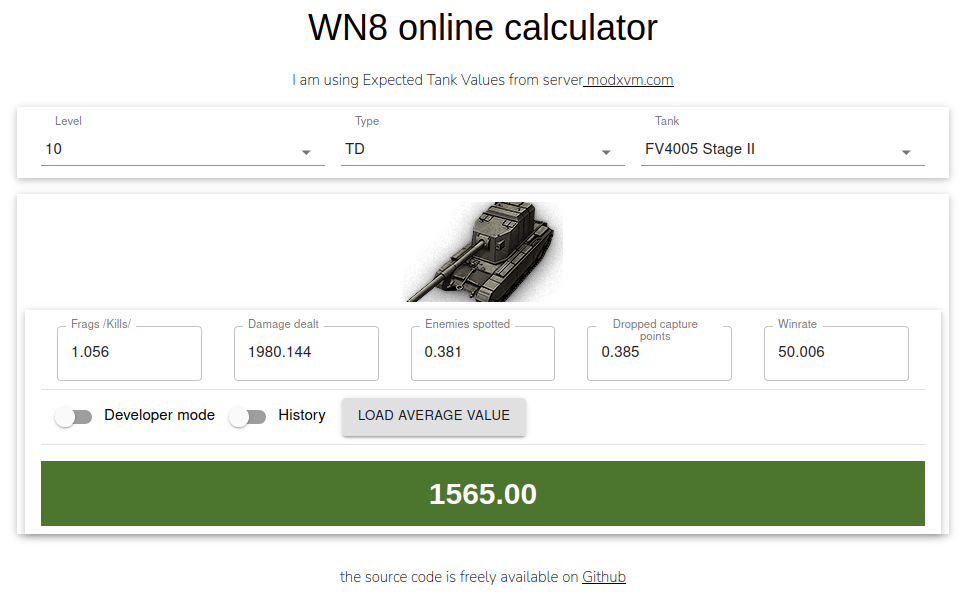 WN8 online calculator
I am using Expected Tank Values from server modxvm.com
Level Type Tank
10 TD FV4005 Stage II
Frags /Kills/ Damage dealt Enemies spotted Dropped capture points Winrate
1.056 1980.144 0.381 0.385 50.006
Developer mode History LOAD AVERAGE VALUE
1565.00
the source code is freely available on Github